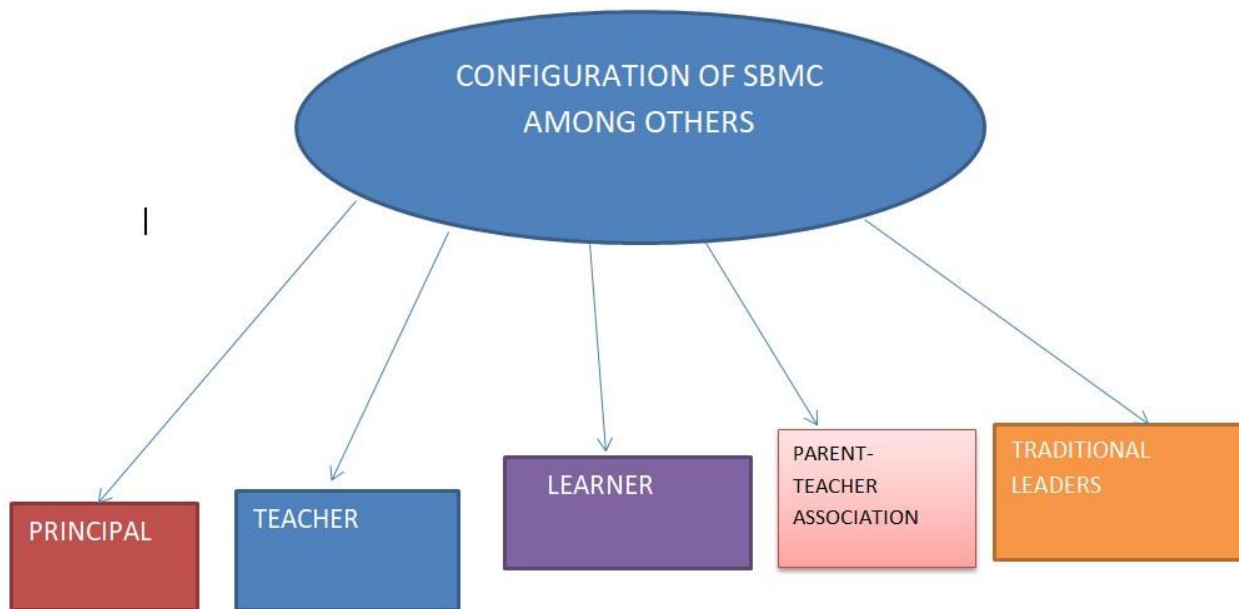 CONFIGURATION OF SBMC
AMONG OTHERS
PRINCIPAL
TEACHER
LEARNER
PARENT-
TEACHER
ASSOCIATION
TRADITIONAL
LEADERS